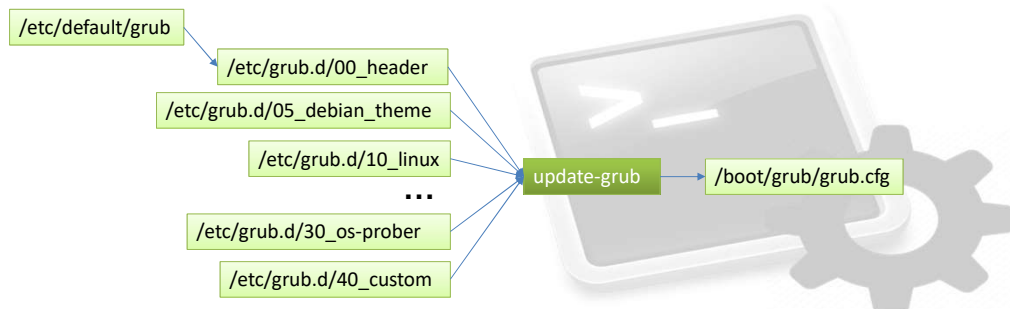 /etc/default/grub
/etc/grub.d/00_header
/etc/grub.d/05_debian_theme
/etc/grub.d/10_linux
...
/etc/grub.d/30_os-prober
/etc/grub.d/40_custom
update-grub
/boot/grub/grub.cfg
>_